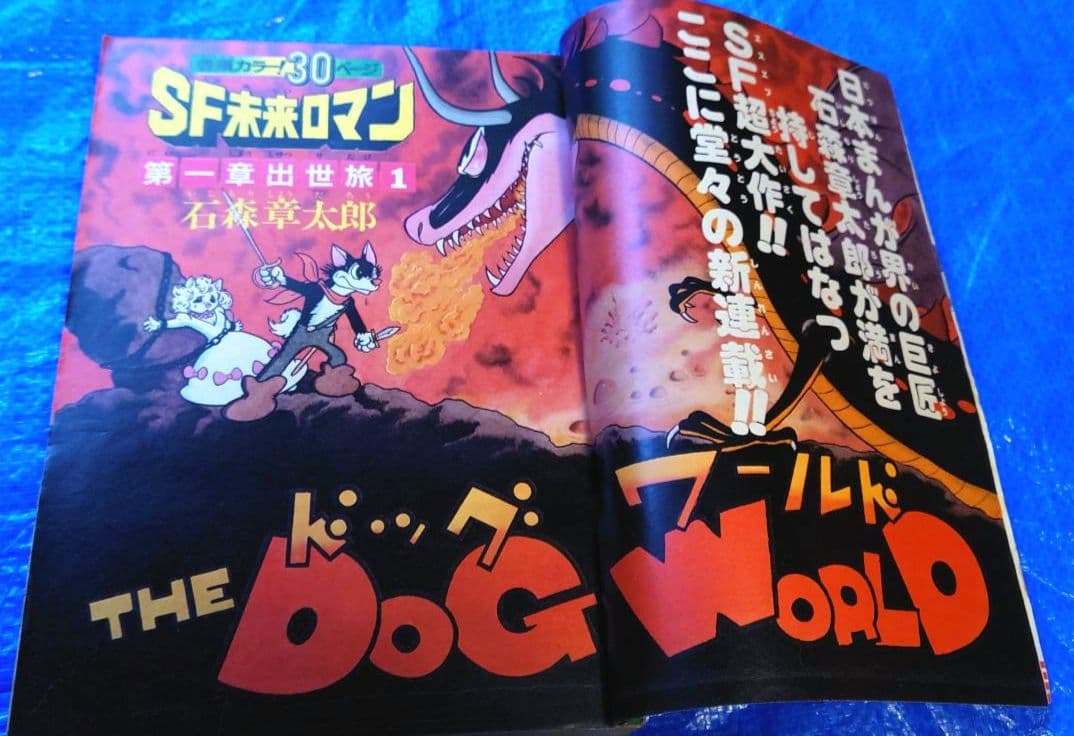 カラー!30ページ
SF未来ロマン
第一章出世旅1
石森章太郎
日本まんが界の巨匠
石森章太郎が満を
持してはなつ
SF超大作!!
ここに堂々の新連載!!
ドッグ ワールド
THE DOG WORLD